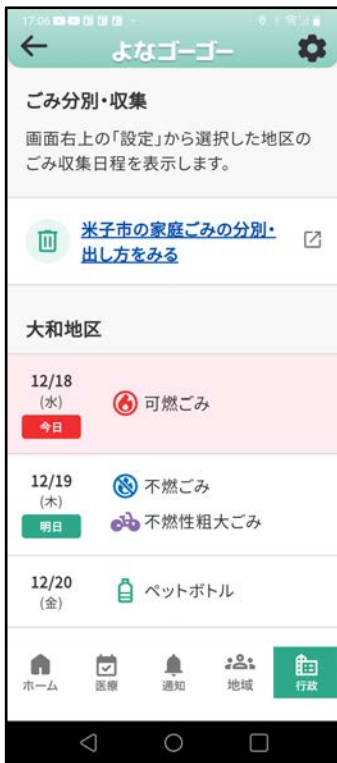 17:06
よなゴーゴー
ごみ分別・収集
画面右上の「設定」から選択した地区の
ごみ収集日程を表示します。
米子市の家庭ごみの分別・
出し方をみる
大和地区
12/18
(水)
今日
可燃ごみ
12/19
(木)
明日
不燃ごみ
不燃性粗大ごみ
12/20
(金)
ペットボトル
ホーム
医療
通知
地域
行政